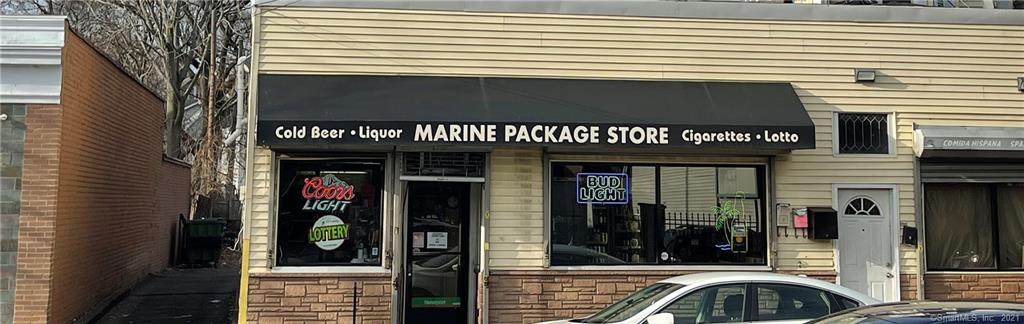 Cold Beer • Liquor MARINE PACKAGE STORE Cigarettes • Lotto
COMIDA HISPANA
Coors
LIGHT
LOTTERY
BUD
LIGHT
©SmartMLS, Inc. 2021